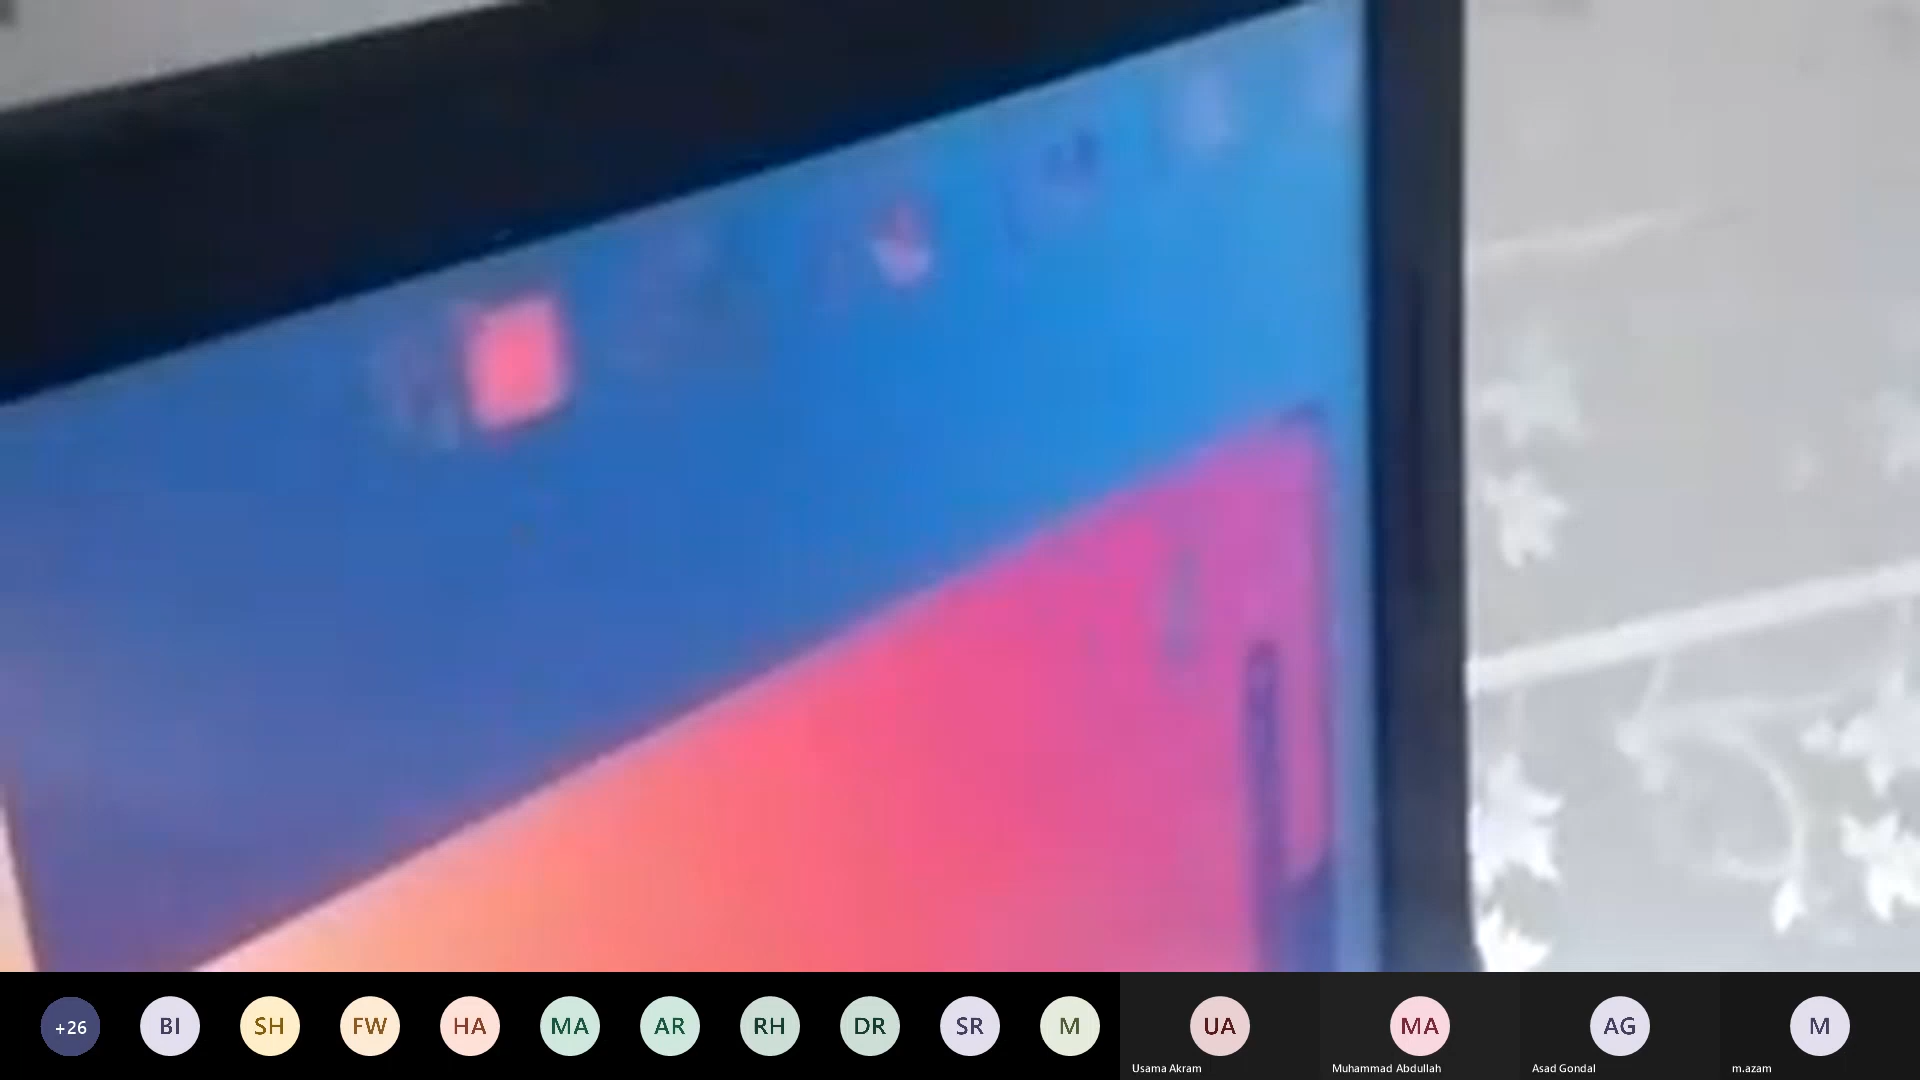 +26 BI SH FW HA MA AR RH DR SR M UA MA AG M
Usama Akram Muhammad Abdullah Asad Gondal m.azam